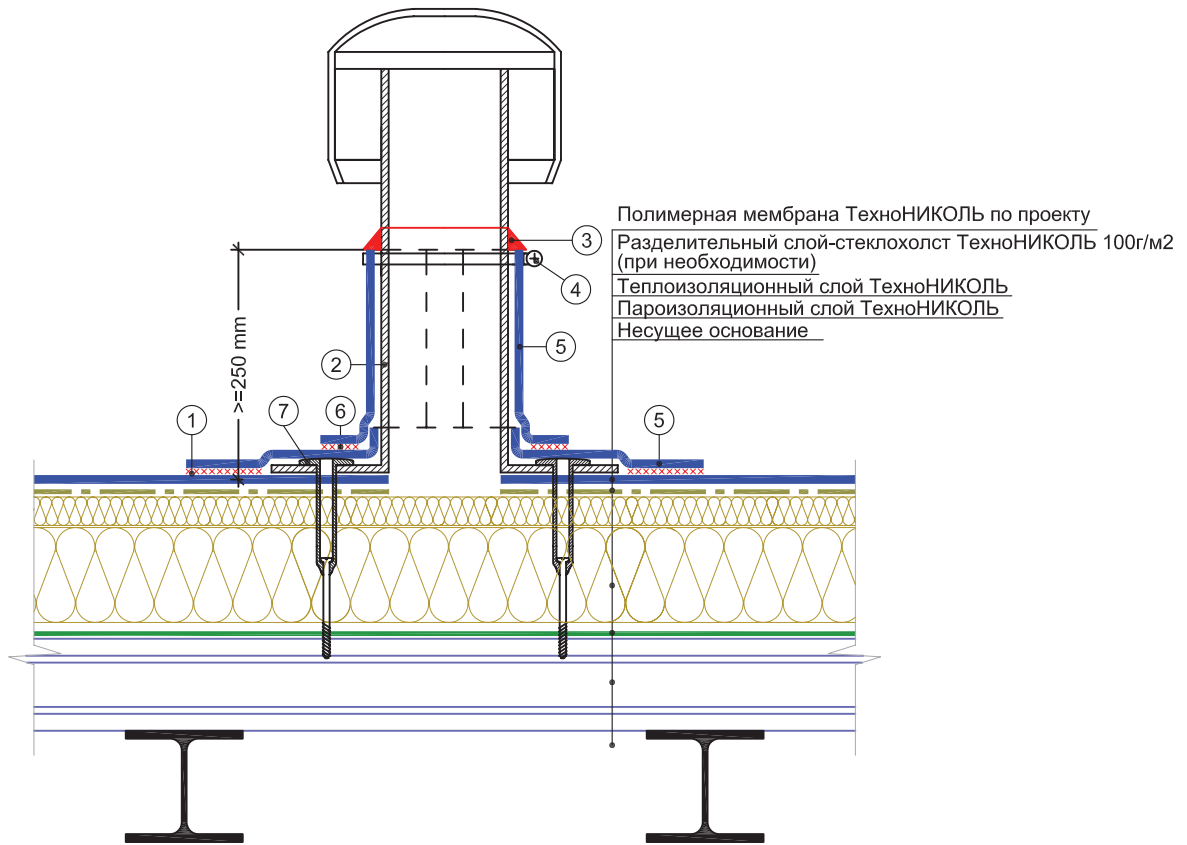 Полимерная мембрана ТехноНИКОЛЬ по проекту
3
Разделительный слой-стеклохолст ТехноНИКОЛЬ 100г/м2
(при необходимости)
4
Теплоизоляционный слой ТехноНИКОЛЬ
Пароизоляционный слой ТехноНИКОЛЬ
Несущее основание
5
2
>=250 mm
7
6
1
5